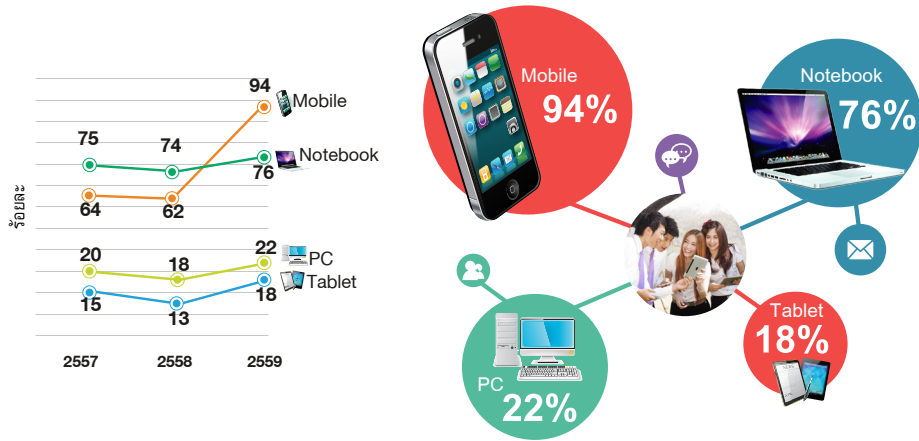 94
Mobile
75
74
Notebook
76
64
62
ร้อยละ
20
18
22
PC
15
13
18
Tablet
2557
2558
2559
Mobile
94%
Notebook
76%
PC
22%
Tablet
18%